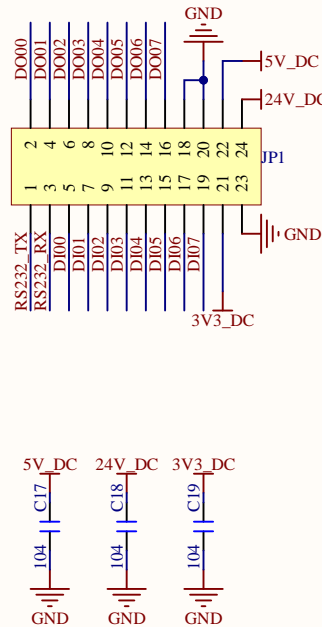 GND
DO00
DO01
DO02
DO03
DO04
DO05
DO06
DO07
5V_DC
24V_DC
2 4 6 8 10 12 14 16 18 20 22 24
JP1
1 3 5 7 9 11 13 15 17 19 21 23
RS232_TX
RS232_RX
DI00
DI01
DI02
DI03
DI04
DI05
DI06
DI07
GND
3V3_DC
5V_DC 24V_DC 3V3_DC
C17 C18 C19
104 104 104
GND GND GND